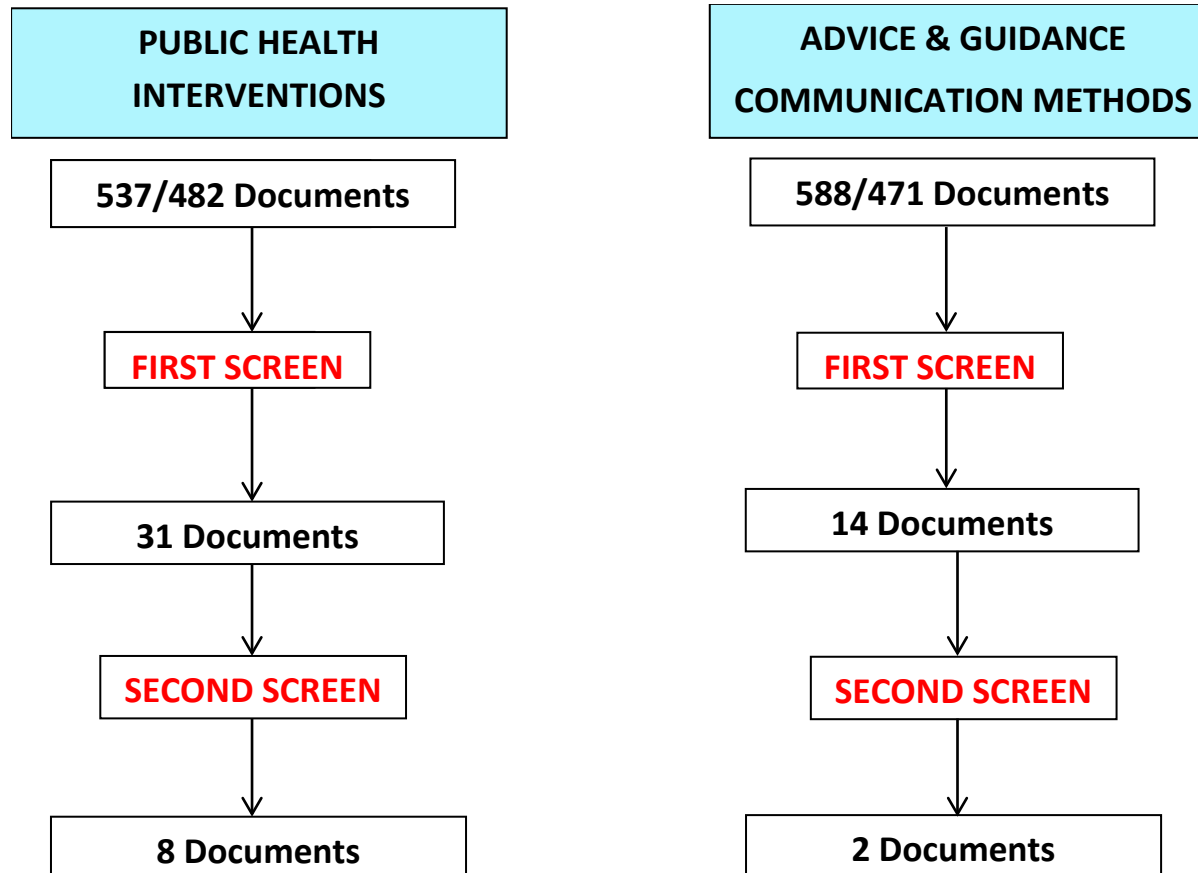 PUBLIC HEALTH
INTERVENTIONS
537/482 Documents
FIRST SCREEN
31 Documents
SECOND SCREEN
8 Documents
ADVICE & GUIDANCE
COMMUNICATION METHODS
588/471 Documents
FIRST SCREEN
14 Documents
SECOND SCREEN
2 Documents